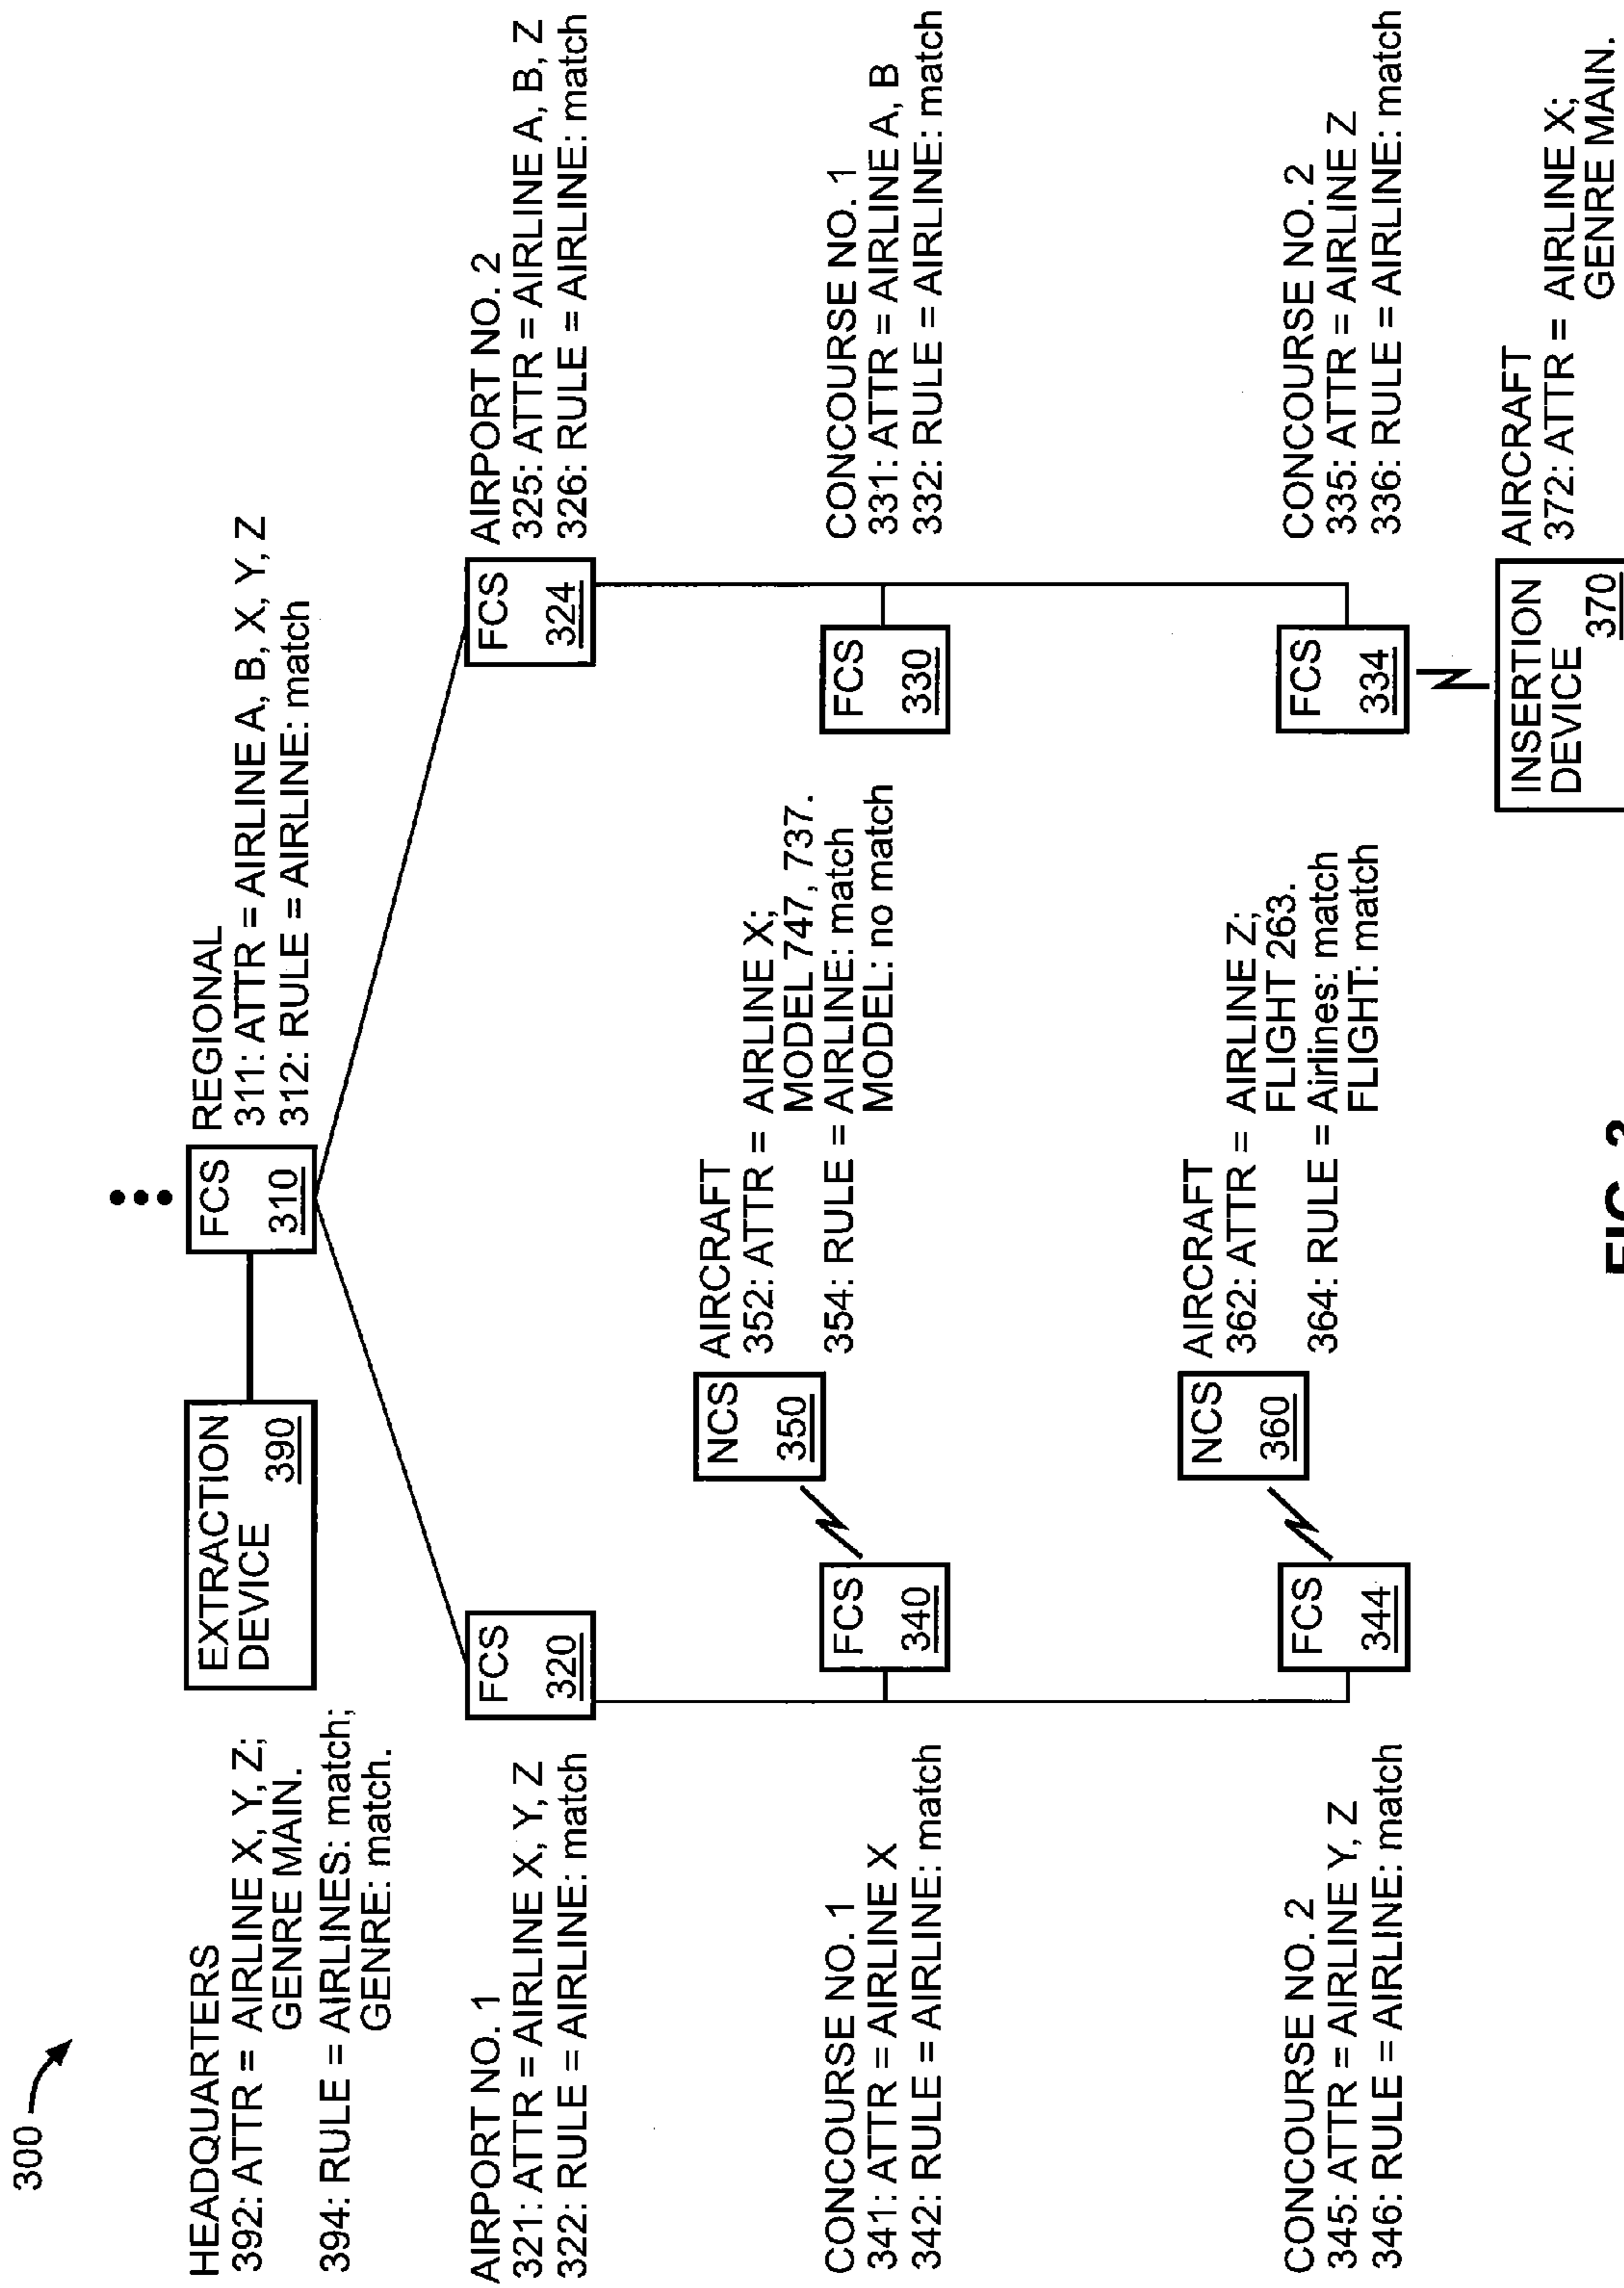 300
HEADQUARTERS
392: ATTR = AIRLINE X, Y, Z;
GENRE MAIN.
394: RULE = AIRLINES: match;
GENRE: match.
EXTRACTION
DEVICE
390
FCS
310
REGIONAL
311: ATTR = AIRLINE A, B, X, Y, Z
312: RULE = AIRLINE: match
AIRPORT NO. 1
321: ATTR = AIRLINE X, Y, Z
322: RULE = AIRLINE: match
FCS
320
FCS
324
AIRPORT NO. 2
325: ATTR = AIRLINE A, B, Z
326: RULE = AIRLINE: match
NCS
350
AIRCRAFT
352: ATTR = AIRLINE X;
MODEL 747, 737.
354: RULE = AIRLINE: match
MODEL: no match
CONCOURSE NO. 1
341: ATTR = AIRLINE X
342: RULE = AIRLINE: match
FCS
340
FCS
330
CONCOURSE NO. 1
331: ATTR = AIRLINE A, B
332: RULE = AIRLINE: match
NCS
360
AIRCRAFT
362: ATTR = AIRLINE Z;
FLIGHT 263.
364: RULE = Airlines: match
FLIGHT: match
CONCOURSE NO. 2
345: ATTR = AIRLINE Y, Z
346: RULE = AIRLINE: match
FCS
344
FCS
334
CONCOURSE NO. 2
335: ATTR = AIRLINE Z
336: RULE = AIRLINE: match
INSERTION
DEVICE
370
AIRCRAFT
372: ATTR = AIRLINE X;
GENRE MAIN.
FIG. 3